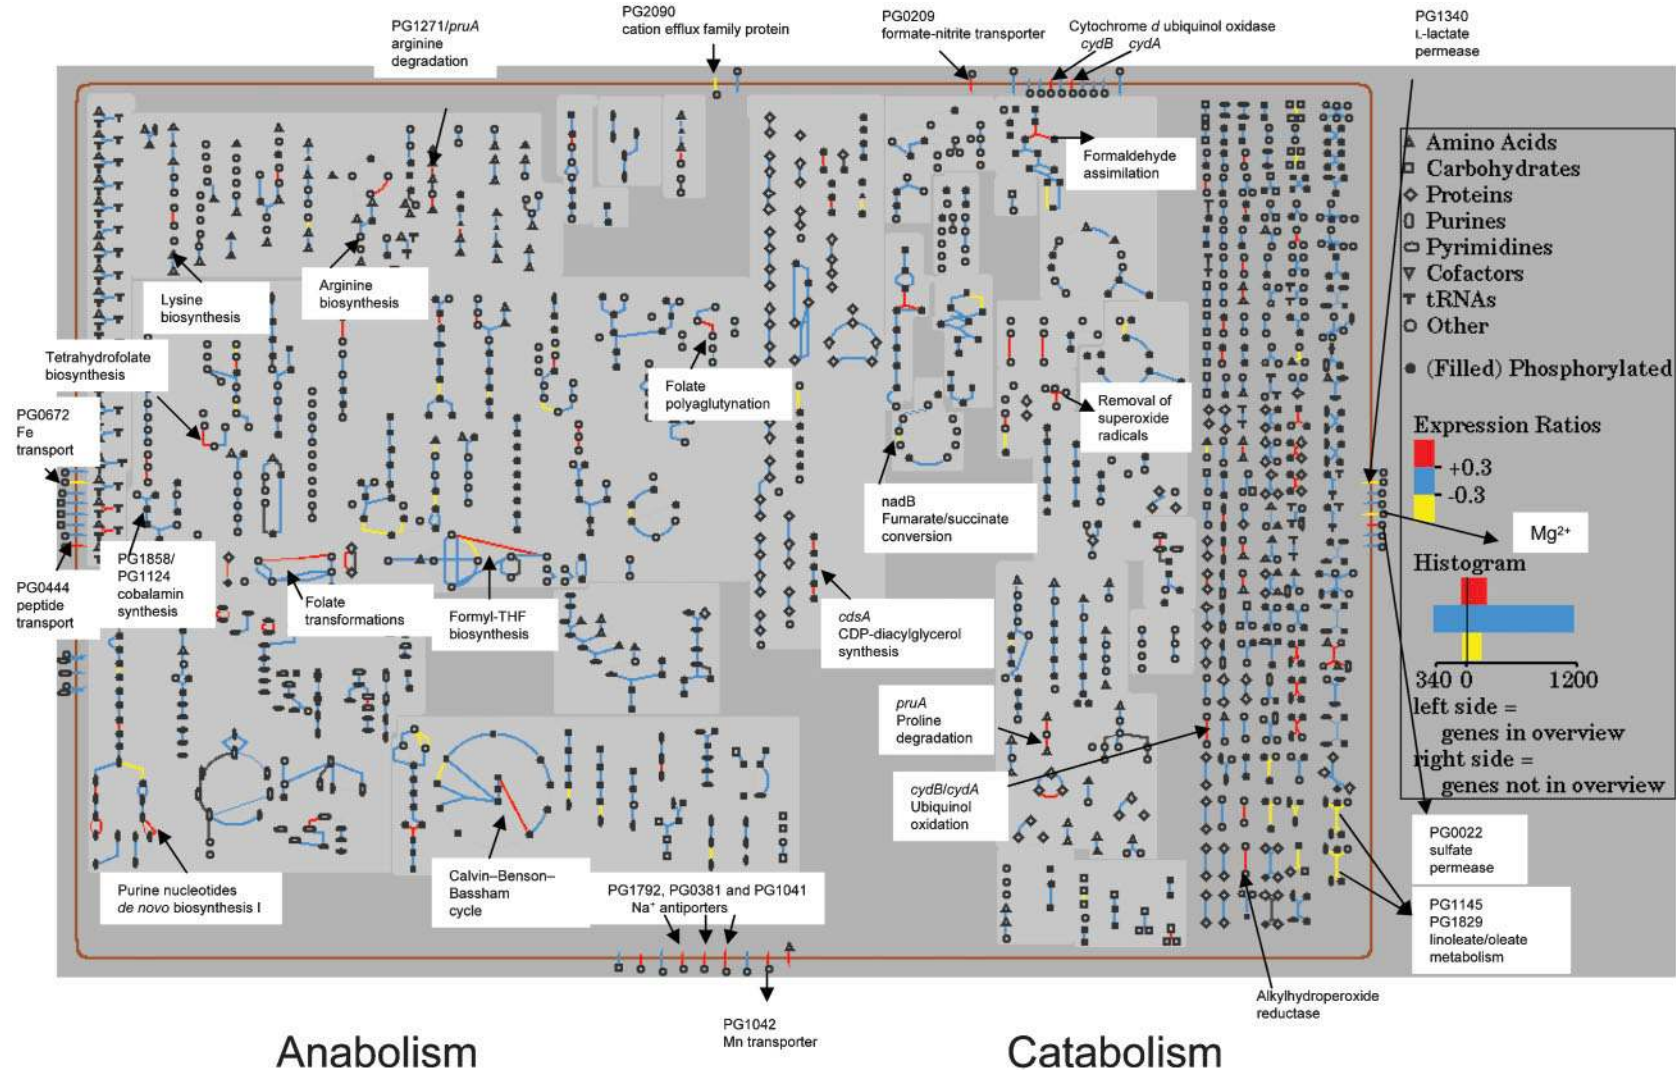 PG1271/pruA
arginine
degradation
PG2090
cation efflux family protein
PG0209
formate-nitrite transporter
Cytochrome d ubiquinol oxidase
cydB cydA
PG1340
L-lactate
permease
Formaldehyde
assimilation
Lysine
biosynthesis
Arginine
biosynthesis
Tetrahydrofolate
biosynthesis
PG0672
Fe
transport
Folate
polyaglutynation
Removal of
superoxide
radicals
nadB
Fumarate/succinate
conversion
PG0444
peptide
transport
PG1858/
PG1124
cobalamin
synthesis
Folate
transformations
Formyl-THF
biosynthesis
cdsA
CDP-diacylglycerol
synthesis
pruA
Proline
degradation
cydB/cydA
Ubiquinol
oxidation
Purine nucleotides
de novo biosynthesis I
Calvin–Benson–
Bassham
cycle
PG1792, PG0381 and PG1041
Na+ antiporters
PG1042
Mn transporter
Alkylhydroperoxide
reductase
Amino Acids
Carbohydrates
Proteins
Purines
Pyrimidines
Cofactors
tRNAs
Other
(Filled) Phosphorylated
Expression Ratios
+0.3
-0.3
Mg2+
Histogram
340 0 1200
left side =
genes in overview
right side =
genes not in overview
PG0022
sulfate
permease
PG1145
PG1829
linoleate/oleate
metabolism
Anabolism
Catabolism